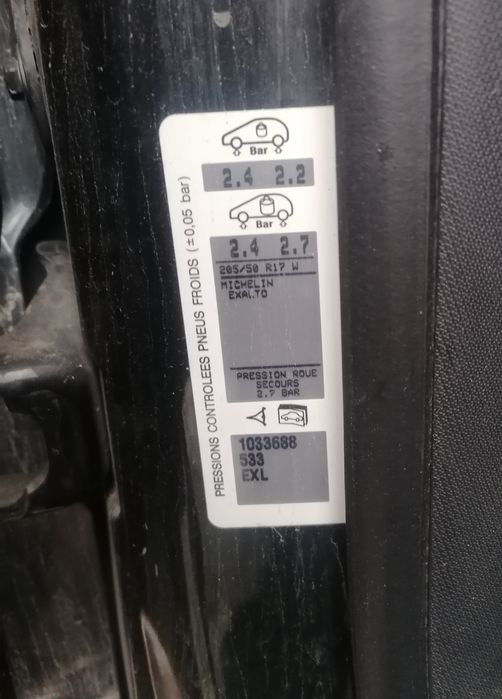 PRESSIONS CONTROLEES PNEUS FROIDS (±0,05 bar)
Bar
2.4 2.2
Bar
2.4 2.7
205/50 R17 W
MICHELIN
EXALTO
PRESSION ROUE
SECOURS
2.7 BAR
1033688
533
EXL